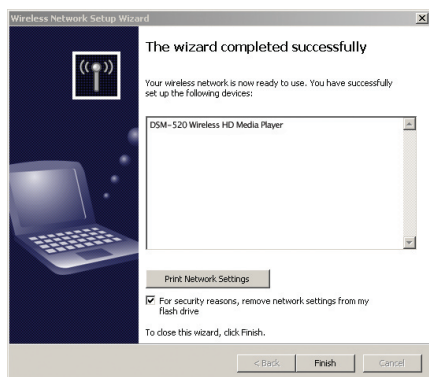 Wireless Network Setup Wizard
The wizard completed successfully
Your wireless network is now ready to use. You have successfully
set up the following devices:
DSM-520 Wireless HD Media Player
Print Network Settings
For security reasons, remove network settings from my
flash drive
To close this wizard, click Finish.
< Back
Finish
Cancel